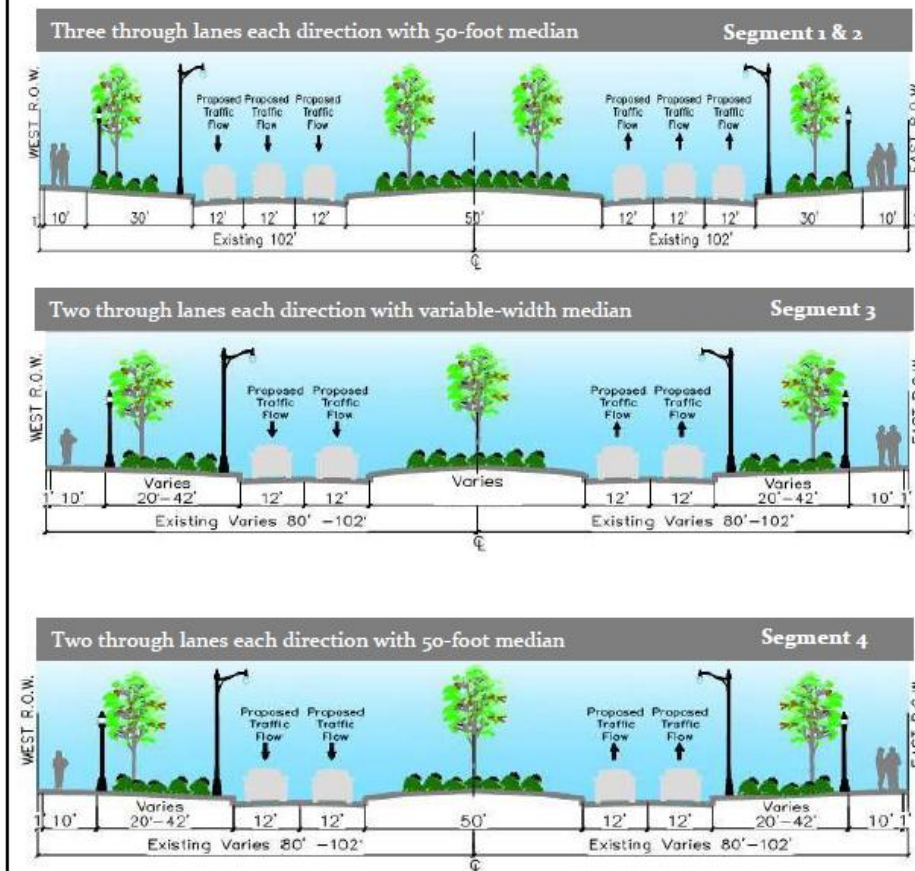 Three through lanes each direction with 50-foot median Segment 1 & 2
WEST R.O.W.
Proposed Traffic Flow
Proposed Traffic Flow
Proposed Traffic Flow
Proposed Traffic Flow
Proposed Traffic Flow
Proposed Traffic Flow
EAST R.O.W.
1' 10' 30' 12' 12' 12' 50' 12' 12' 12' 30' 10'
Existing 102' Existing 102'
℄
Two through lanes each direction with variable-width median Segment 3
WEST R.O.W.
Proposed Traffic Flow
Proposed Traffic Flow
Proposed Traffic Flow
Proposed Traffic Flow
EAST R.O.W.
Varies Varies Varies
1' 10' 20'-42' 12' 12' 12' 12' 20'-42' 10' 1'
Existing Varies 80' -102' Existing Varies 80'-102'
℄
Two through lanes each direction with 50-foot median Segment 4
WEST R.O.W.
Proposed Traffic Flow
Proposed Traffic Flow
Proposed Traffic Flow
Proposed Traffic Flow
R.O.W.
Varies Varies
1' 10' 20'-42' 12' 12' 50' 12' 12' 20'-42' 10' 1'
Existing Varies 80' -102' Existing Varies 80'-102'
℄